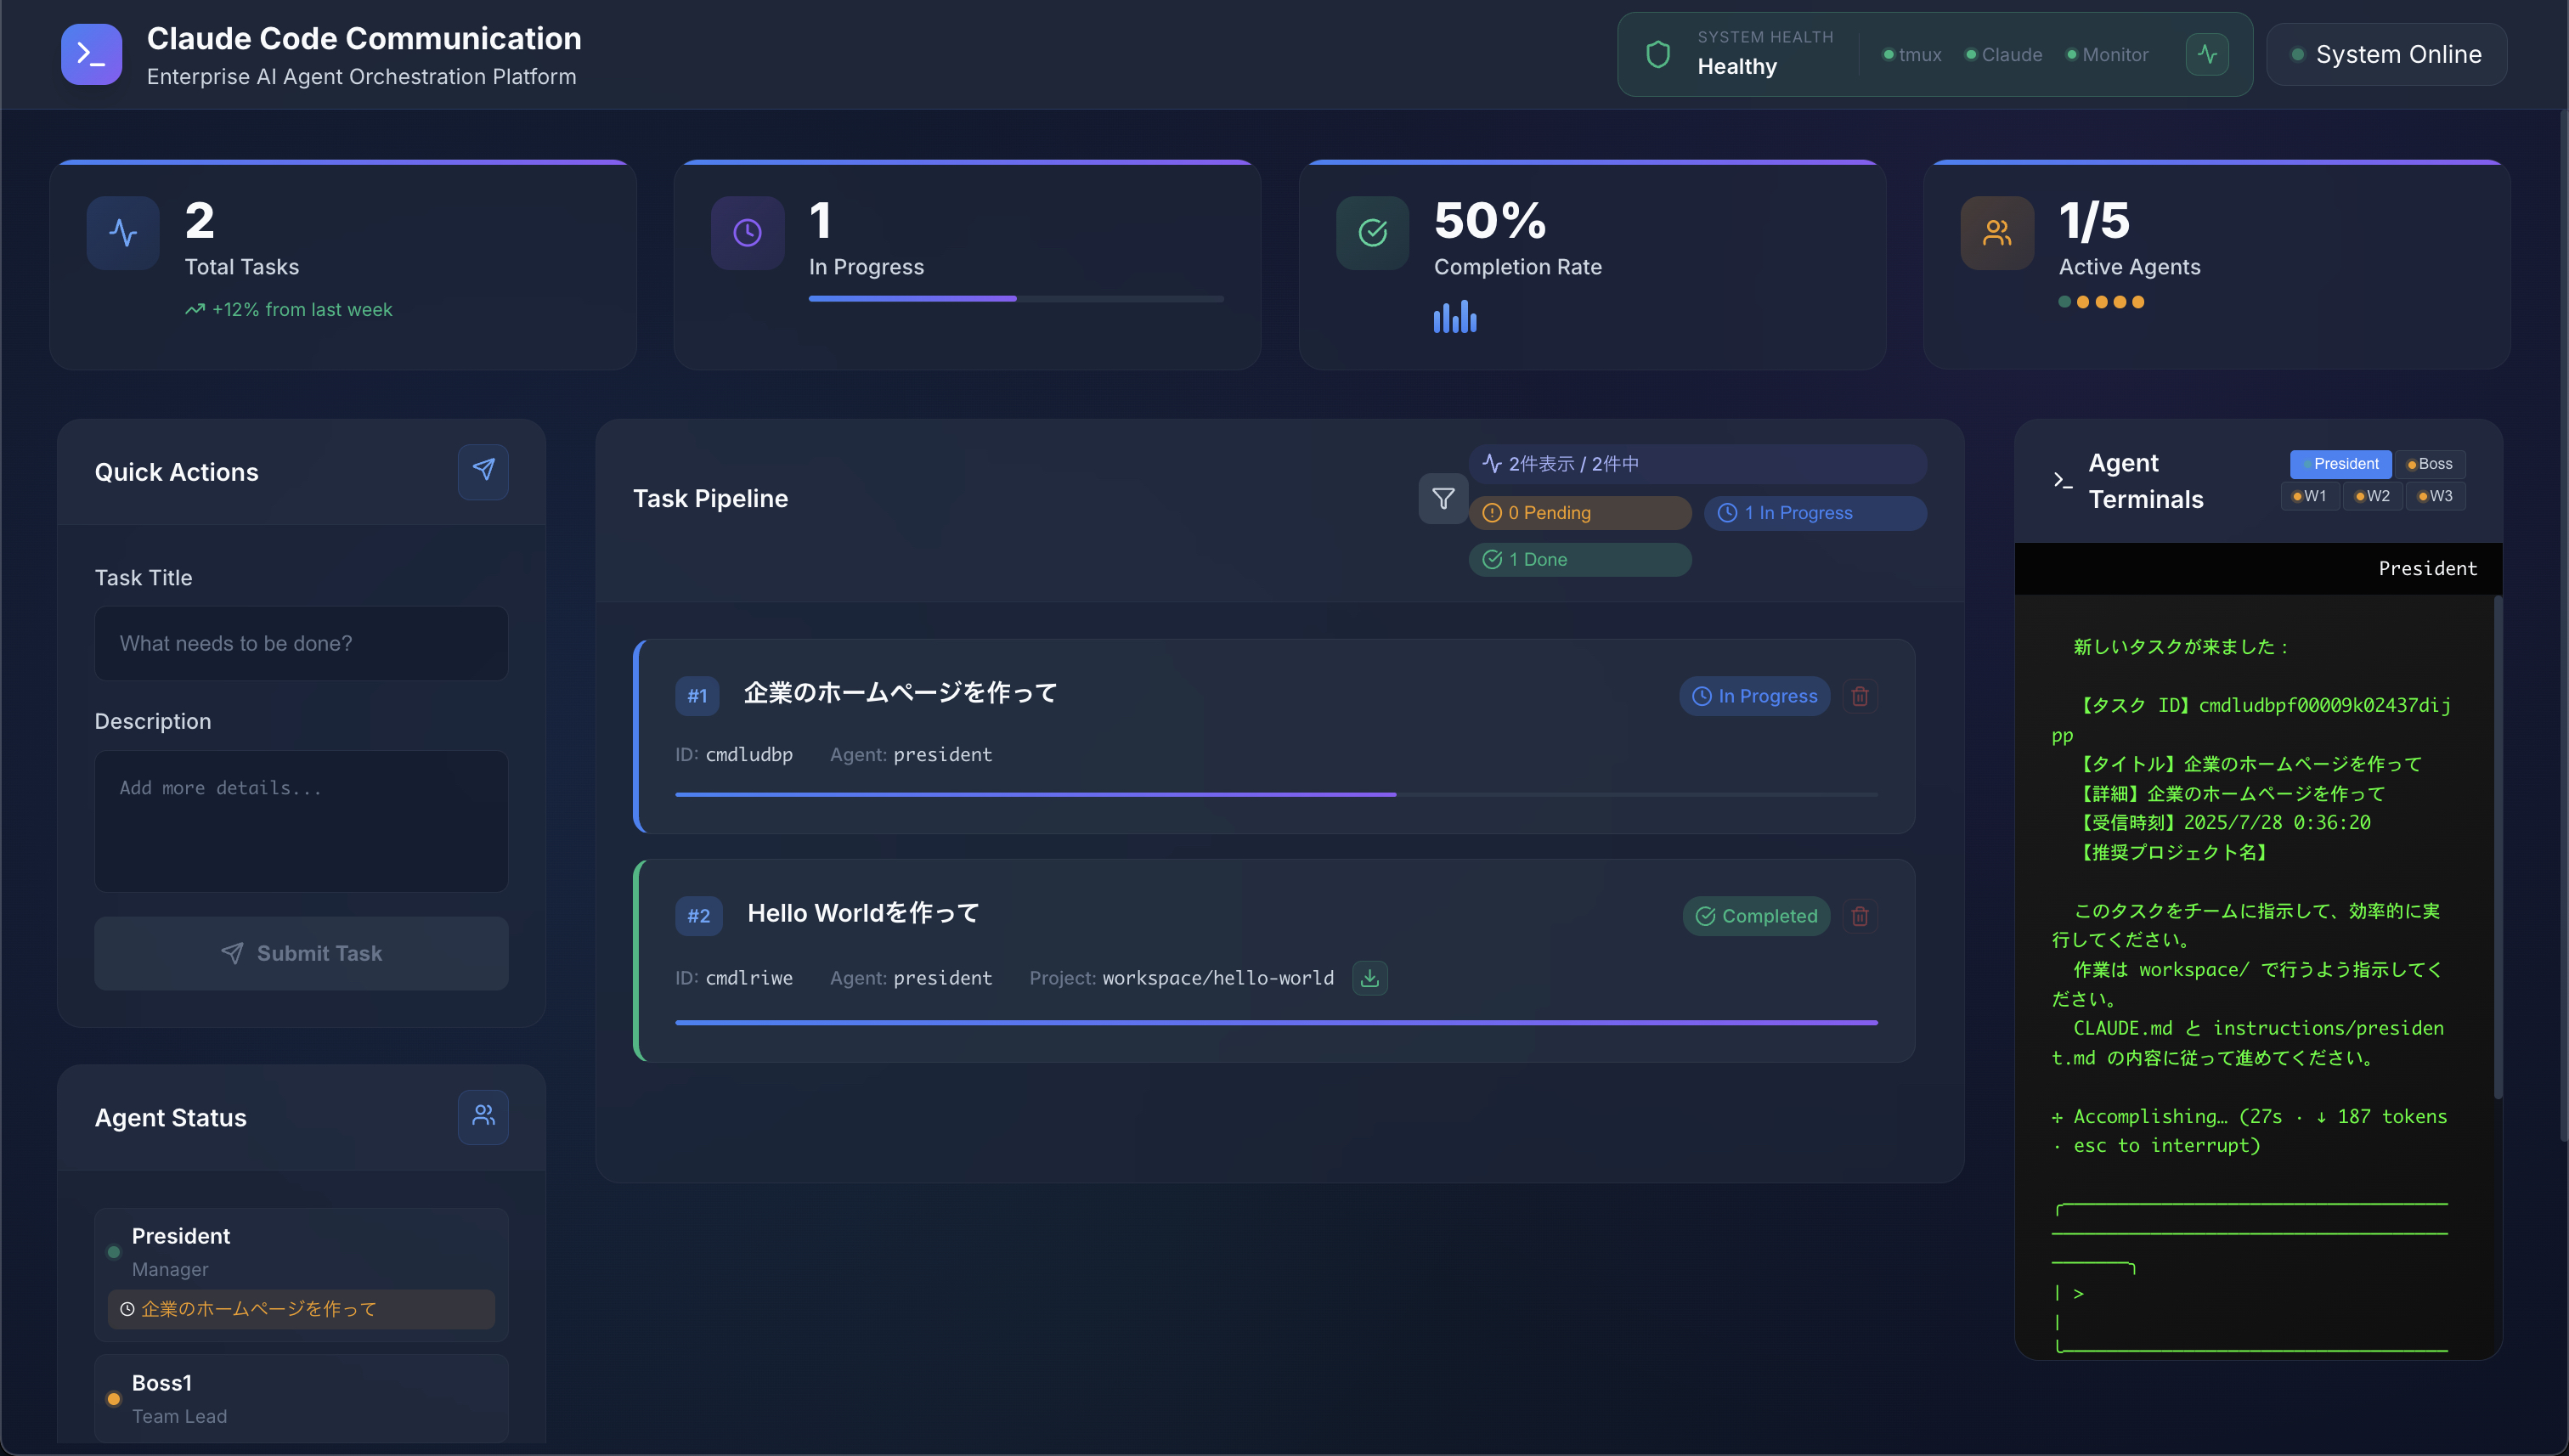 Claude Code Communication
Enterprise AI Agent Orchestration Platform
SYSTEM HEALTH
Healthy
tmux
Claude
Monitor
System Online
2
Total Tasks
+12% from last week
1
In Progress
50%
Completion Rate
1/5
Active Agents
Quick Actions
Task Title
What needs to be done?
Description
Add more details...
Submit Task
Agent Status
President
Manager
企業のホームページを作って
Boss1
Team Lead
Task Pipeline
2件表示 / 2件中
0 Pending
1 In Progress
1 Done
#1
企業のホームページを作って
In Progress
ID: cmdludbp
Agent: president
#2
Hello Worldを作って
Completed
ID: cmdlriwe
Agent: president
Project: workspace/hello-world
Agent
Terminals
President
Boss
W1
W2
W3
President
新しいタスクが来ました：
【タスク ID】cmdludbpf00009k02437dij
pp
【タイトル】企業のホームページを作って
【詳細】企業のホームページを作って
【受信時刻】2025/7/28 0:36:20
【推奨プロジェクト名】
このタスクをチームに指示して、効率的に実
行してください。
作業は workspace/ で行うよう指示してく
ださい。
CLAUDE.md と instructions/presiden
t.md の内容に従って進めてください。
✢ Accomplishing… (27s · ↓ 187 tokens
· esc to interrupt)
>